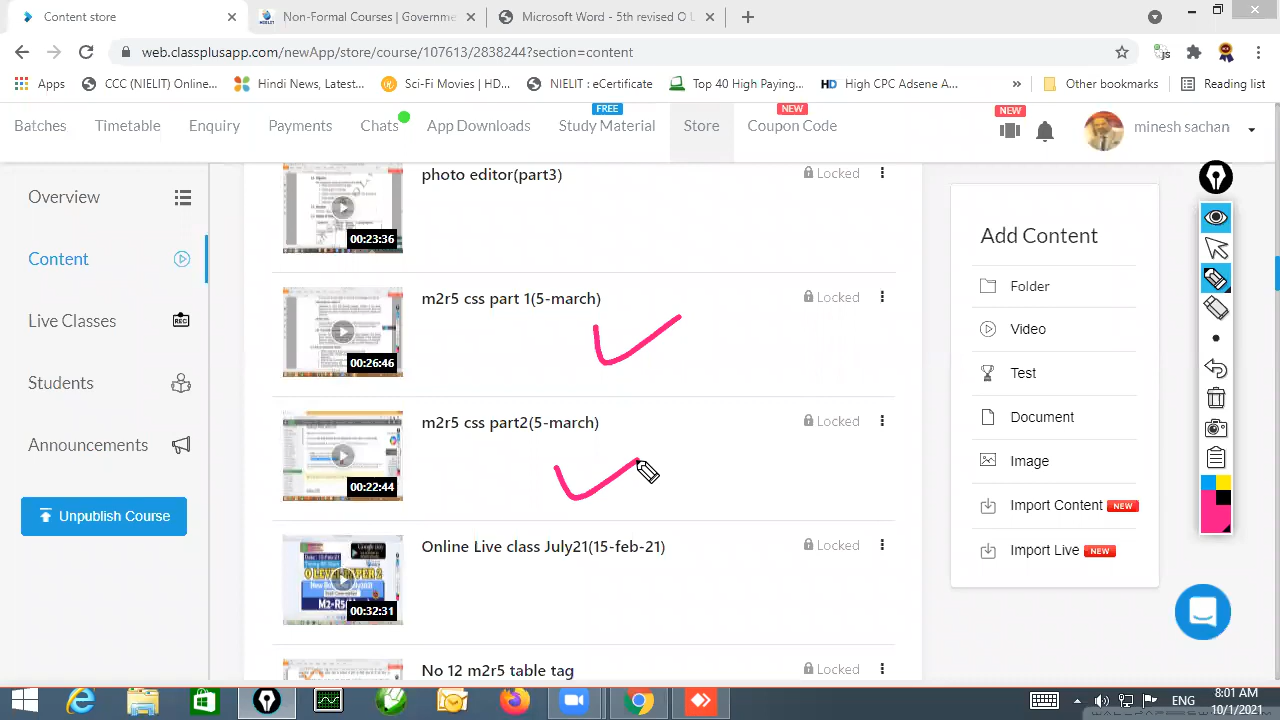 Content store
Non-Formal Courses | Governme
Microsoft Word - 5th revised O l
web.classplusapp.com/newApp/store/course/107613/283824
section=content
Apps
CCC (NIELIT) Online...
Hindi News, Latest...
Sci-Fi Movies | HD...
NIELIT : eCertificate
Top 40 High Paying...
HD High CPC Adsene A...
»
Other bookmarks
Reading list
FREE
NEW
NEW
Batches
Timetable
Enquiry
Payments
Chats
App Downloads
Study Material
Store
Coupon Code
minesh sachan
Overview
Content
Live Classes
Students
Announcements
Unpublish Course
photo editor(part3)
Locked
00:23:36
m2r5 css part 1(5-march)
Locked
00:26:46
m2r5 css part2(5-march)
Locked
00:22:44
Online Live class July21(15-feb-21)
Locked
M2-R5
00:32:31
No 12 m2r5 table tag
Locked
Add Content
Folder
Video
Test
Document
Image
Import Content NEW
Import Live NEW
ENG
8:01 AM
10/1/2021